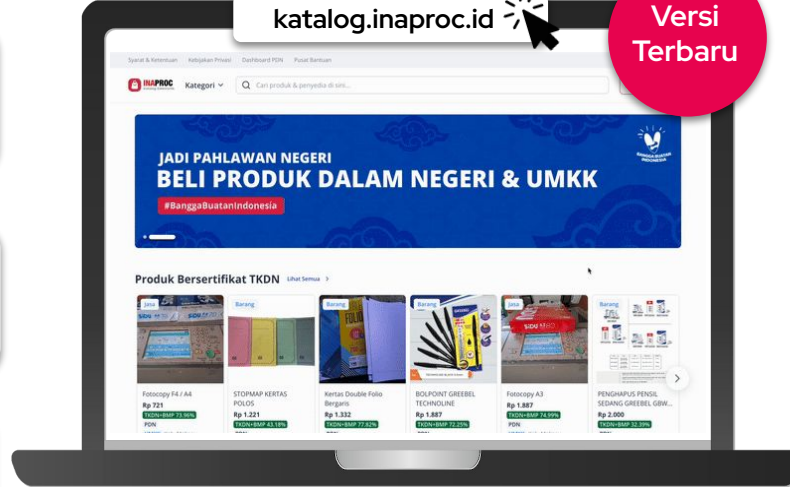 katalog.inaproc.id
Versi
Terbaru
Syarat & Ketentuan Kebijakan Privasi Dashboard PDN Pusat Bantuan
INAPROC
Kategori
Cari produk & penyedia di sini...
JADI PAHLAWAN NEGERI
BELI PRODUK DALAM NEGERI & UMKK
#BanggaBuatanIndonesia
BANGGA BUATAN
INDONESIA
Produk Bersertifikat TKDN Lihat Semua
Jasa Barang Barang Barang Jasa Barang
Fotocopy F4 / A4
Rp 721
TKDN+BMP 73.96%
PDN
STOPMAP KERTAS
POLOS
Rp 1.221
TKDN+BMP 43.18%
Kertas Double Folio
Bergaris
Rp 1.332
TKDN+BMP 77.82%
BOLPOINT GREEBEL
TECHNOLINE
Rp 1.887
TKDN+BMP 72.25%
Fotocopy A3
Rp 1.887
TKDN+BMP 74.99%
PDN
PENGHAPUS PENSIL
SEDANG GREEBEL GBW...
Rp 2.000
TKDN+BMP 32.39%